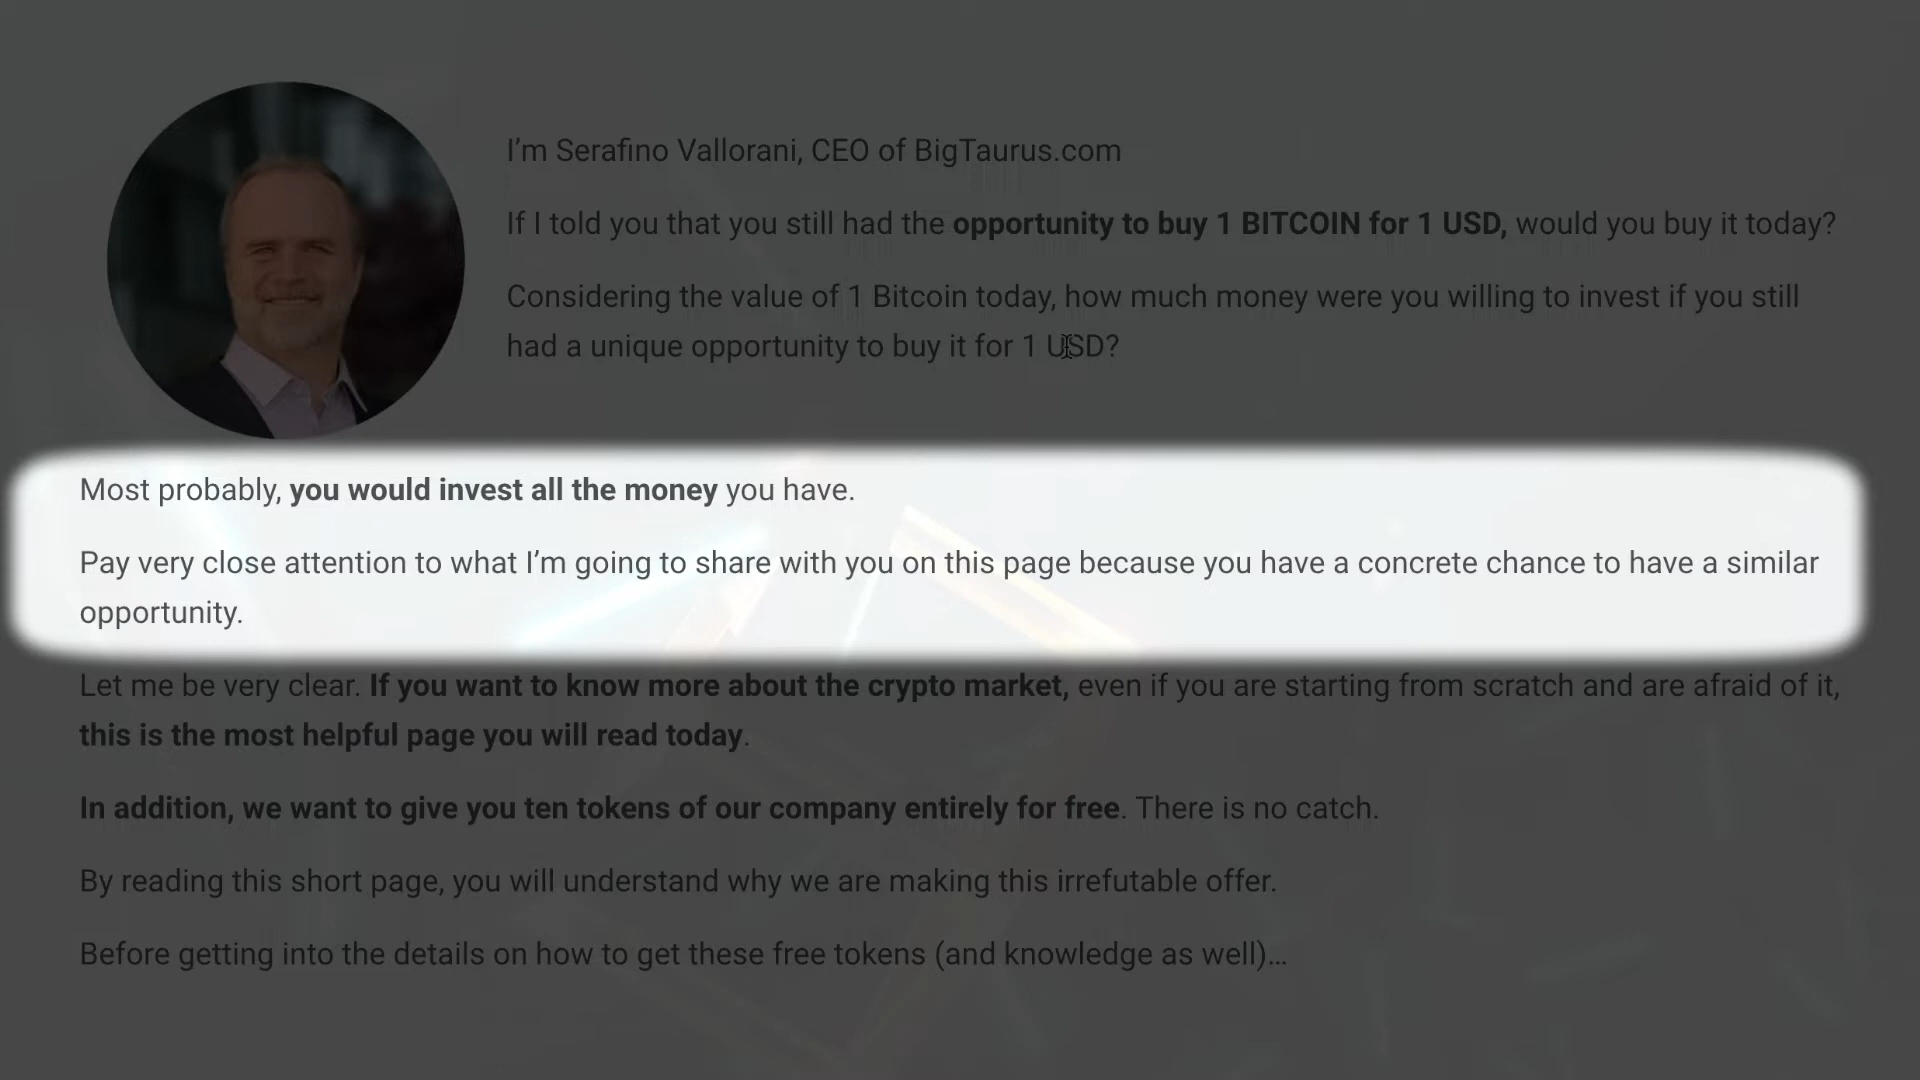 I’m Serafino Vallorani, CEO of BigTaurus.com
If I told you that you still had the opportunity to buy 1 BITCOIN for 1 USD, would you buy it today?
Considering the value of 1 Bitcoin today, how much money were you willing to invest if you still
had a unique opportunity to buy it for 1 USD?
Most probably, you would invest all the money you have.
Pay very close attention to what I’m going to share with you on this page because you have a concrete chance to have a similar
opportunity.
Let me be very clear. If you want to know more about the crypto market, even if you are starting from scratch and are afraid of it,
this is the most helpful page you will read today.
In addition, we want to give you ten tokens of our company entirely for free. There is no catch.
By reading this short page, you will understand why we are making this irrefutable offer.
Before getting into the details on how to get these free tokens (and knowledge as well)…